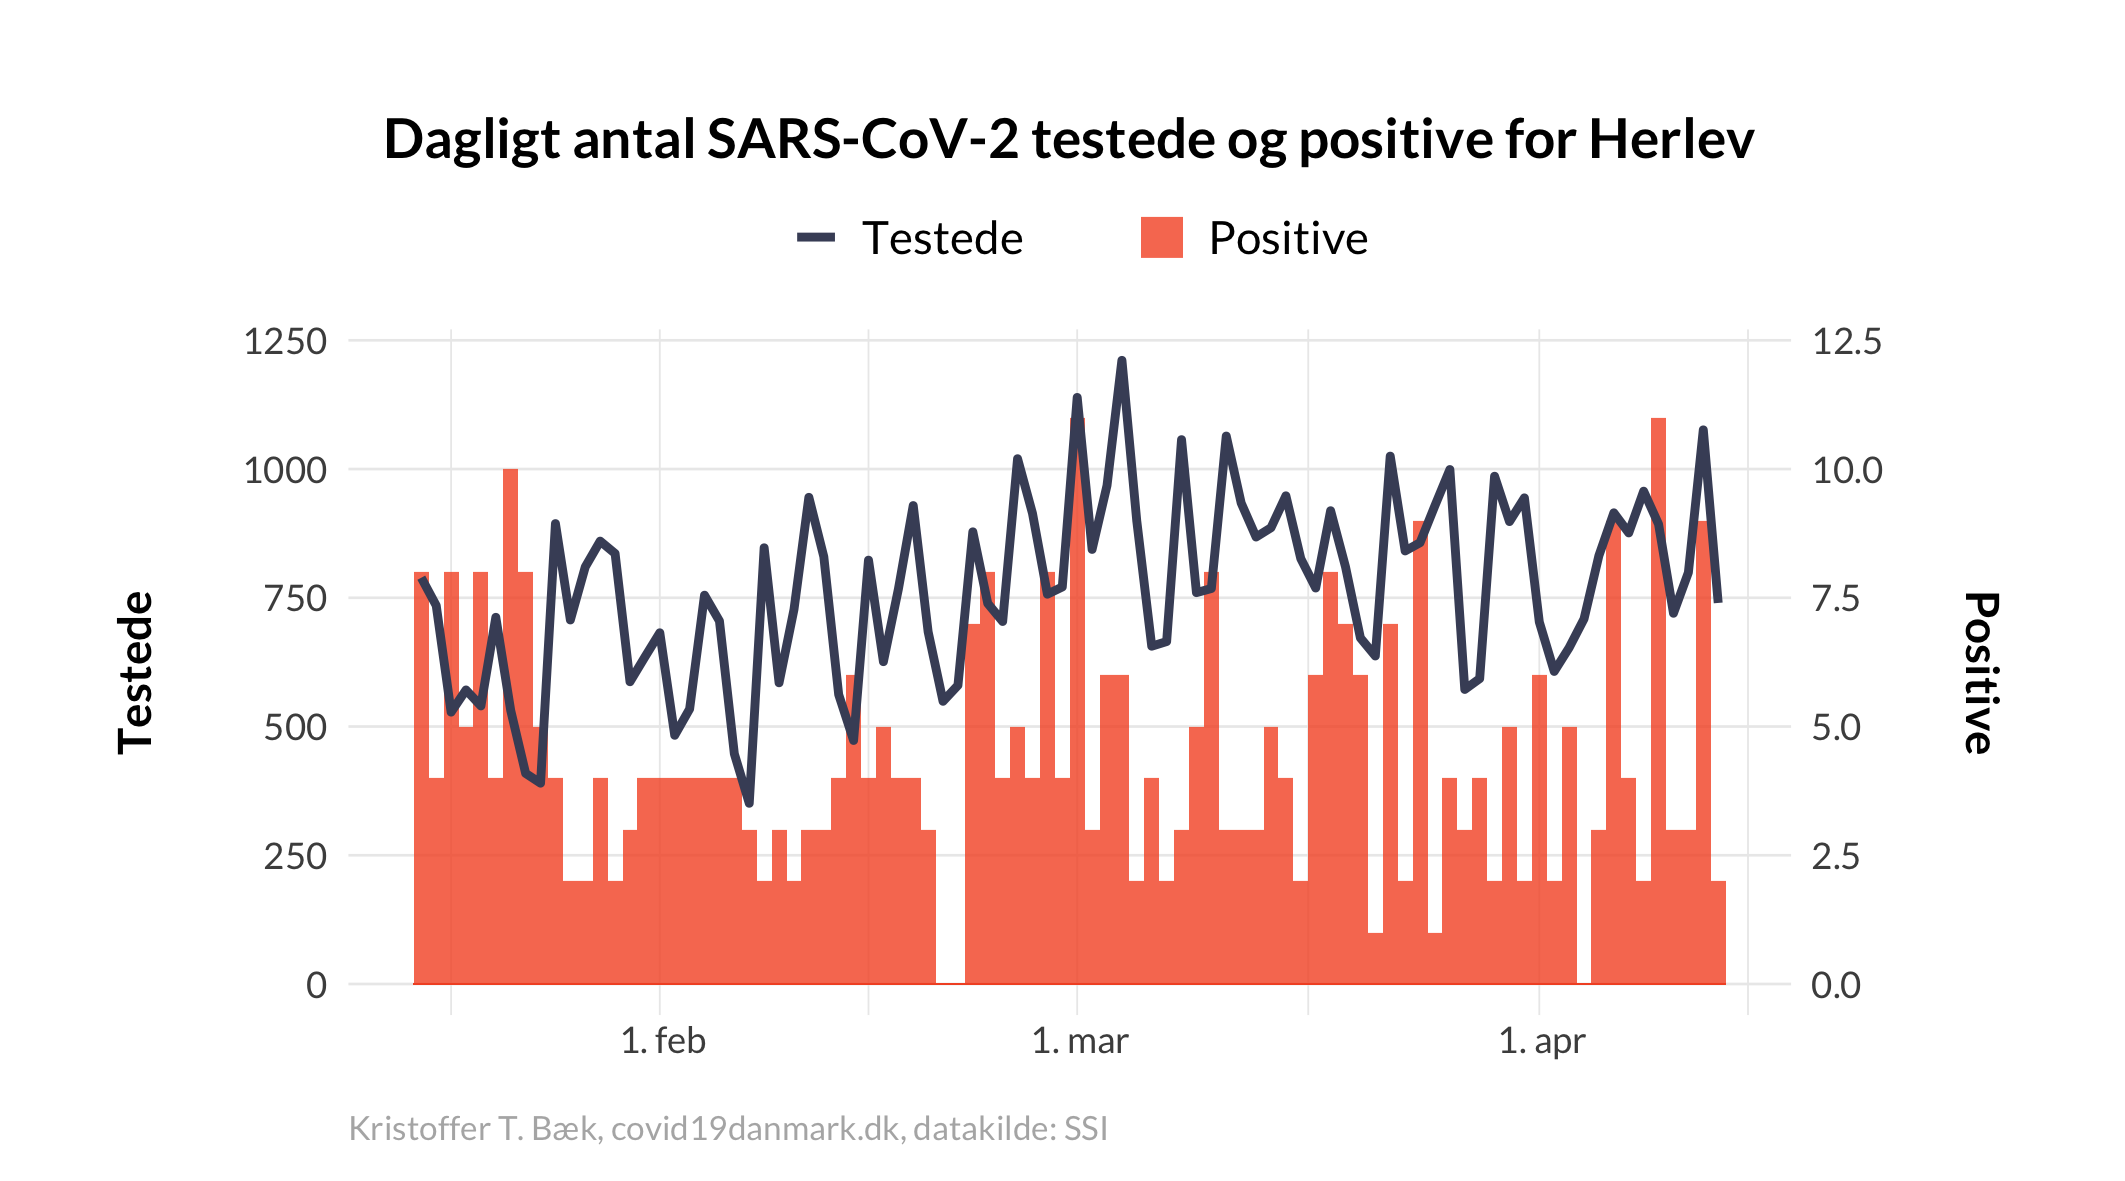 Dagligt antal SARS-CoV-2 testede og positive for Herlev
Testede
Positive
1250
1000
750
500
250
0
12.5
10.0
7.5
5.0
2.5
0.0
Testede
Positive
1. feb
1. mar
1. apr
Kristoffer T. Bæk, covid19danmark.dk, datakilde: SSI